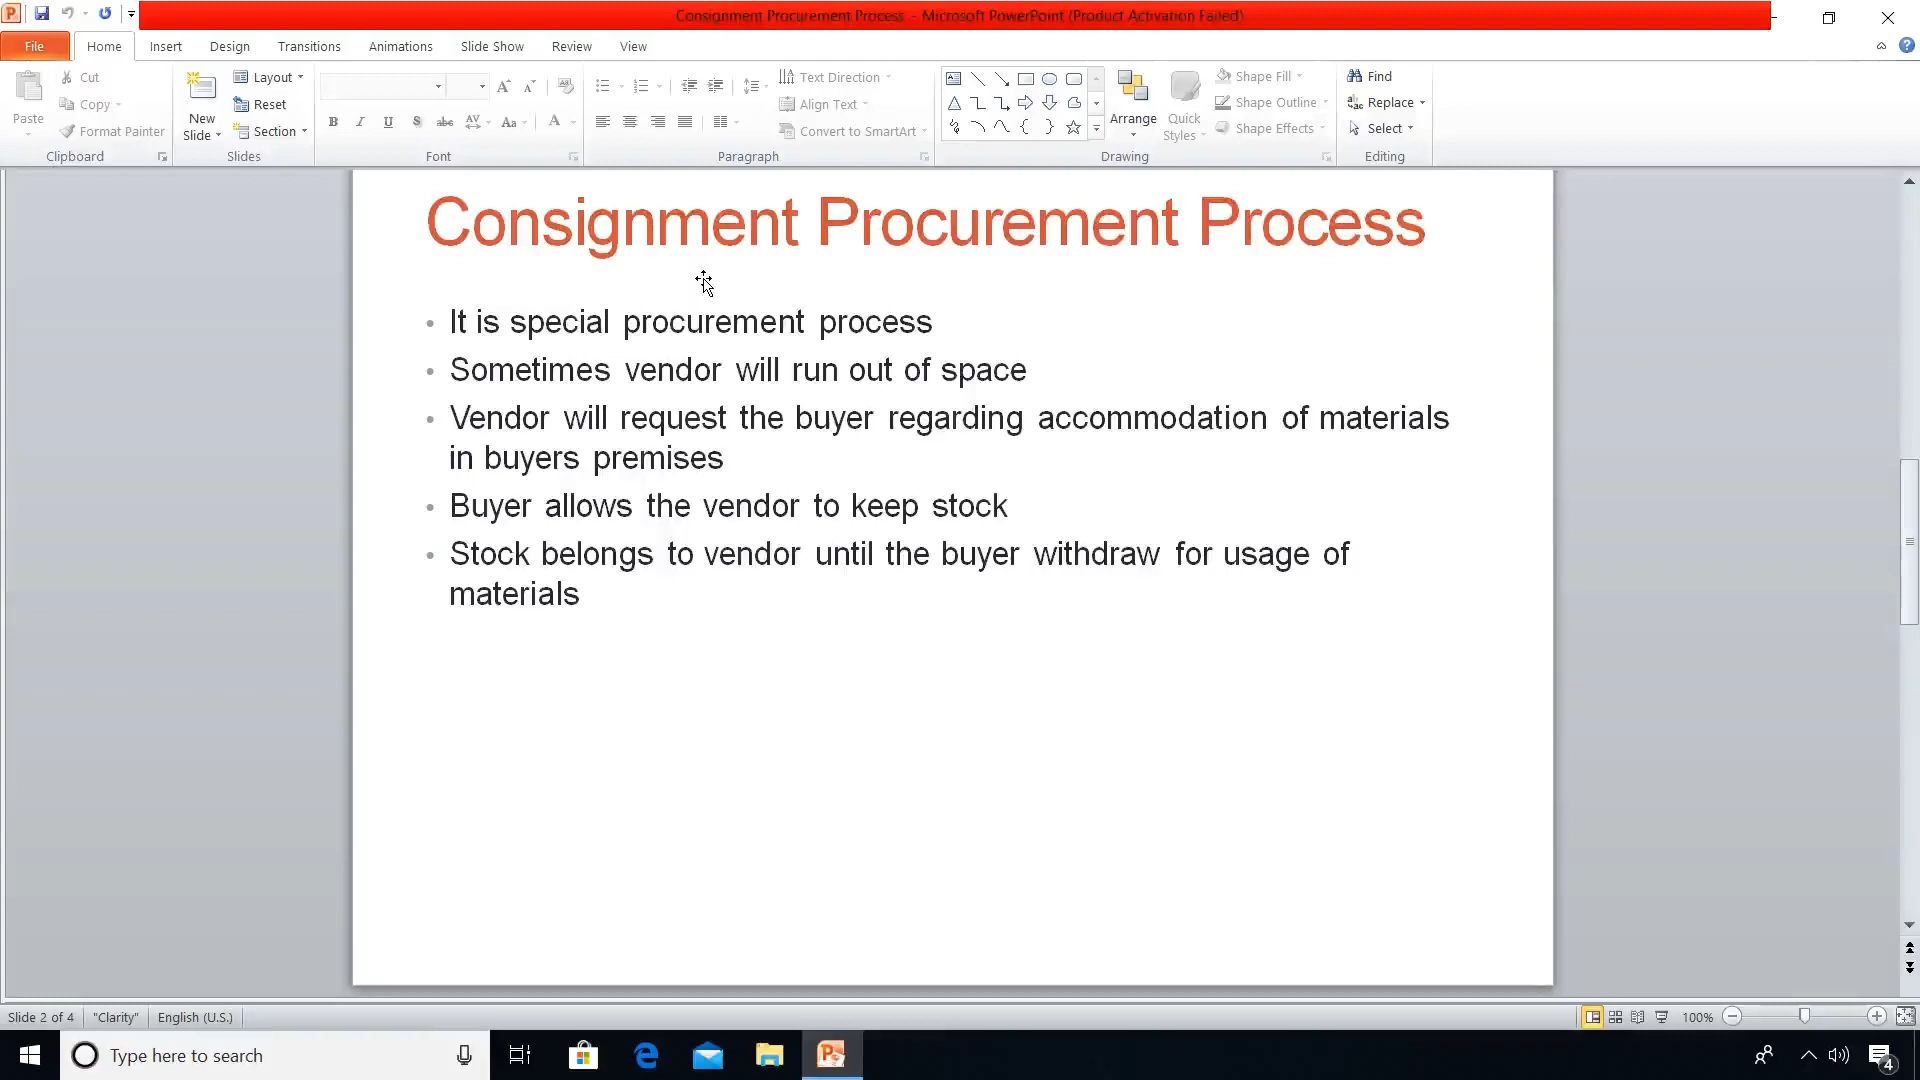 Consignment Procurement Process - Microsoft PowerPoint (Product Activation Failed)
File Home Insert Design Transitions Animations Slide Show Review View
Paste
Cut
Copy
Format Painter
Clipboard
New Slide
Layout
Reset
Section
Slides
Font
Text Direction
Align Text
Convert to SmartArt
Paragraph
Arrange
Quick Styles
Shape Fill
Shape Outline
Shape Effects
Drawing
Find
Replace
Select
Editing
Consignment Procurement Process
• It is special procurement process
• Sometimes vendor will run out of space
• Vendor will request the buyer regarding accommodation of materials
in buyers premises
• Buyer allows the vendor to keep stock
• Stock belongs to vendor until the buyer withdraw for usage of
materials
Slide 2 of 4 "Clarity" English (U.S.) 100%
Type here to search 4